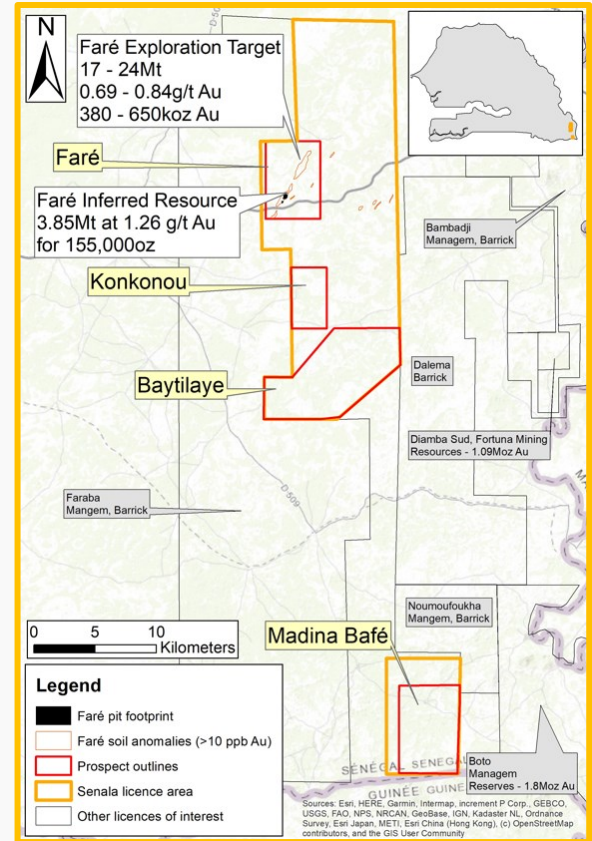 N
D 50
Faré Exploration Target
17 - 24Mt
0.69 - 0.84g/t Au
380 - 650koz Au
Faré
Faré Inferred Resource
3.85Mt at 1.26 g/t Au
for 155,000oz
Bambadji
Managem, Barrick
Konkonou
Baytilaye
Dalema
Barrick
Diamba Sud, Fortuna Mining
Resources - 1.09Moz Au
MA
D 509
Faraba
Mangem, Barrick
Noumoufoukha
Mangem, Barrick
0 5 10
Kilometers
Madina Bafé
Legend
Faré pit footprint
Faré soil anomalies (>10 ppb Au)
Prospect outlines
Senala licence area
Other licences of interest
Boto
Managem
Reserves - 1.8Moz Au
SÉNÉGAL SENEGAL
GUINÉE GUINE
Sources: Esri, HERE, Garmin, Intermap, increment P Corp., GEBCO,
USGS, FAO, NPS, NRCAN, GeoBase, IGN, Kadaster NL, Ordnance
Survey, Esri Japan, METI, Esri China (Hong Kong), (c) OpenStreetMap
contributors, and the GIS User Community